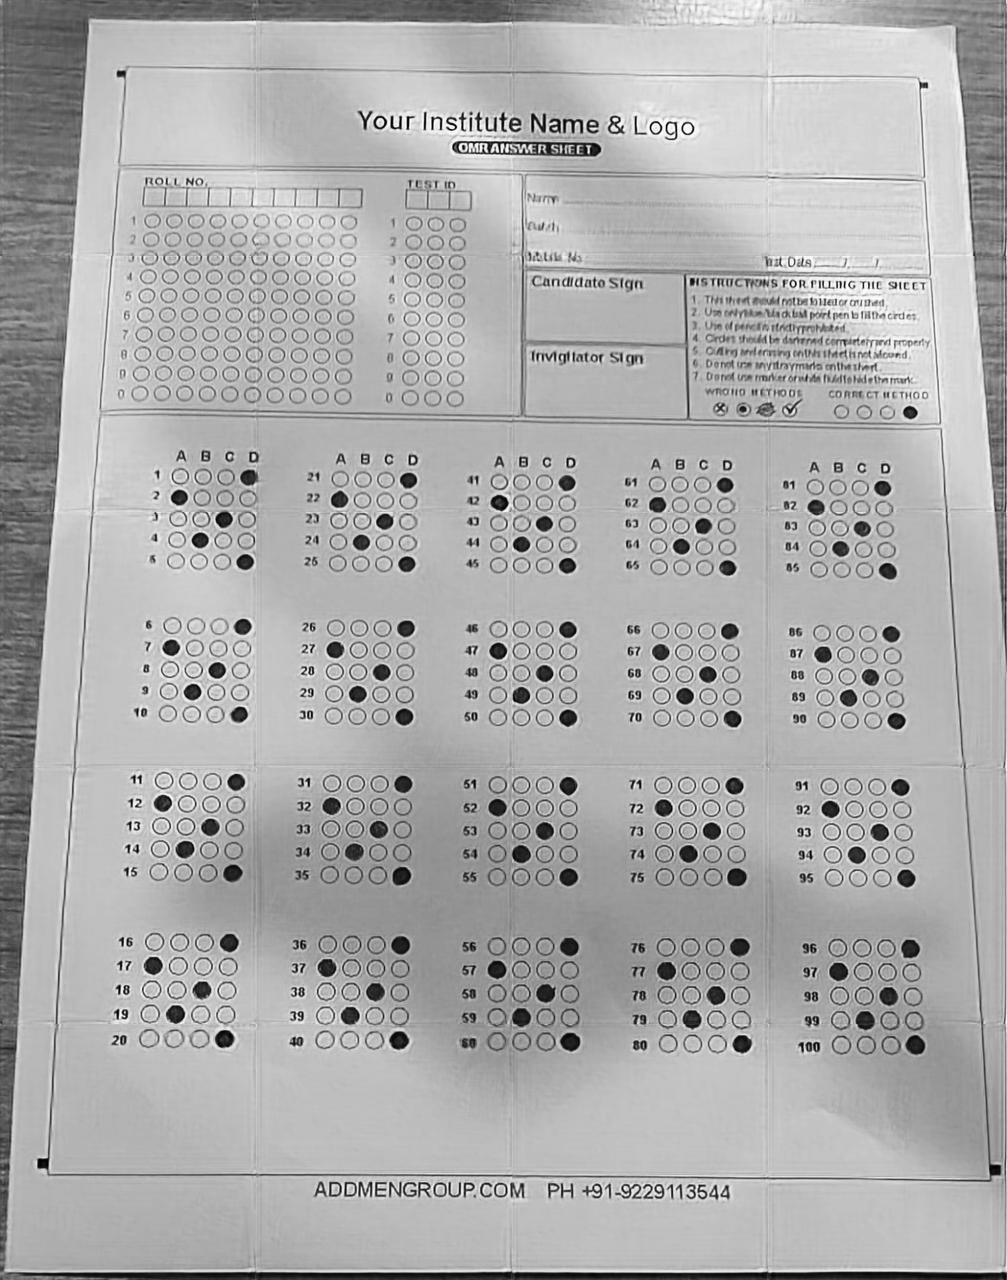 Your Institute Name & Logo
OMR ANSWER SHEET
ROLL NO.
TEST ID
1 1
2 2
3 3
4 4
5 5
6 6
7 7
8 8
9 9
0 0
Name
Batch
Mobile No
Test Date / /
Candidate Sign
Invigilator Sign
INSTRUCTIONS FOR FILLING THE SHEET
1. This sheet should not be folded or crushed.
2. Use only blue/black ball point pen to fill the circles.
3. Use of pencil is strictly prohibited.
4. Circles should be darkened completely and properly.
5. Cutting and erasing on this sheet is not allowed.
6. Do not use any stray marks on the sheet.
7. Do not use marker or white fluid to hide the mark.
WRONG METHODS CORRECT METHOD
A B C D A B C D A B C D A B C D A B C D
1 21 41 61 81
2 22 42 62 82
3 23 43 63 83
4 24 44 64 84
5 25 45 65 85
6 26 46 66 86
7 27 47 67 87
8 28 48 68 88
9 29 49 69 89
10 30 50 70 90
11 31 51 71 91
12 32 52 72 92
13 33 53 73 93
14 34 54 74 94
15 35 55 75 95
16 36 56 76 96
17 37 57 77 97
18 38 58 78 98
19 39 59 79 99
20 40 60 80 100
ADDMENGROUP.COM PH +91-9229113544